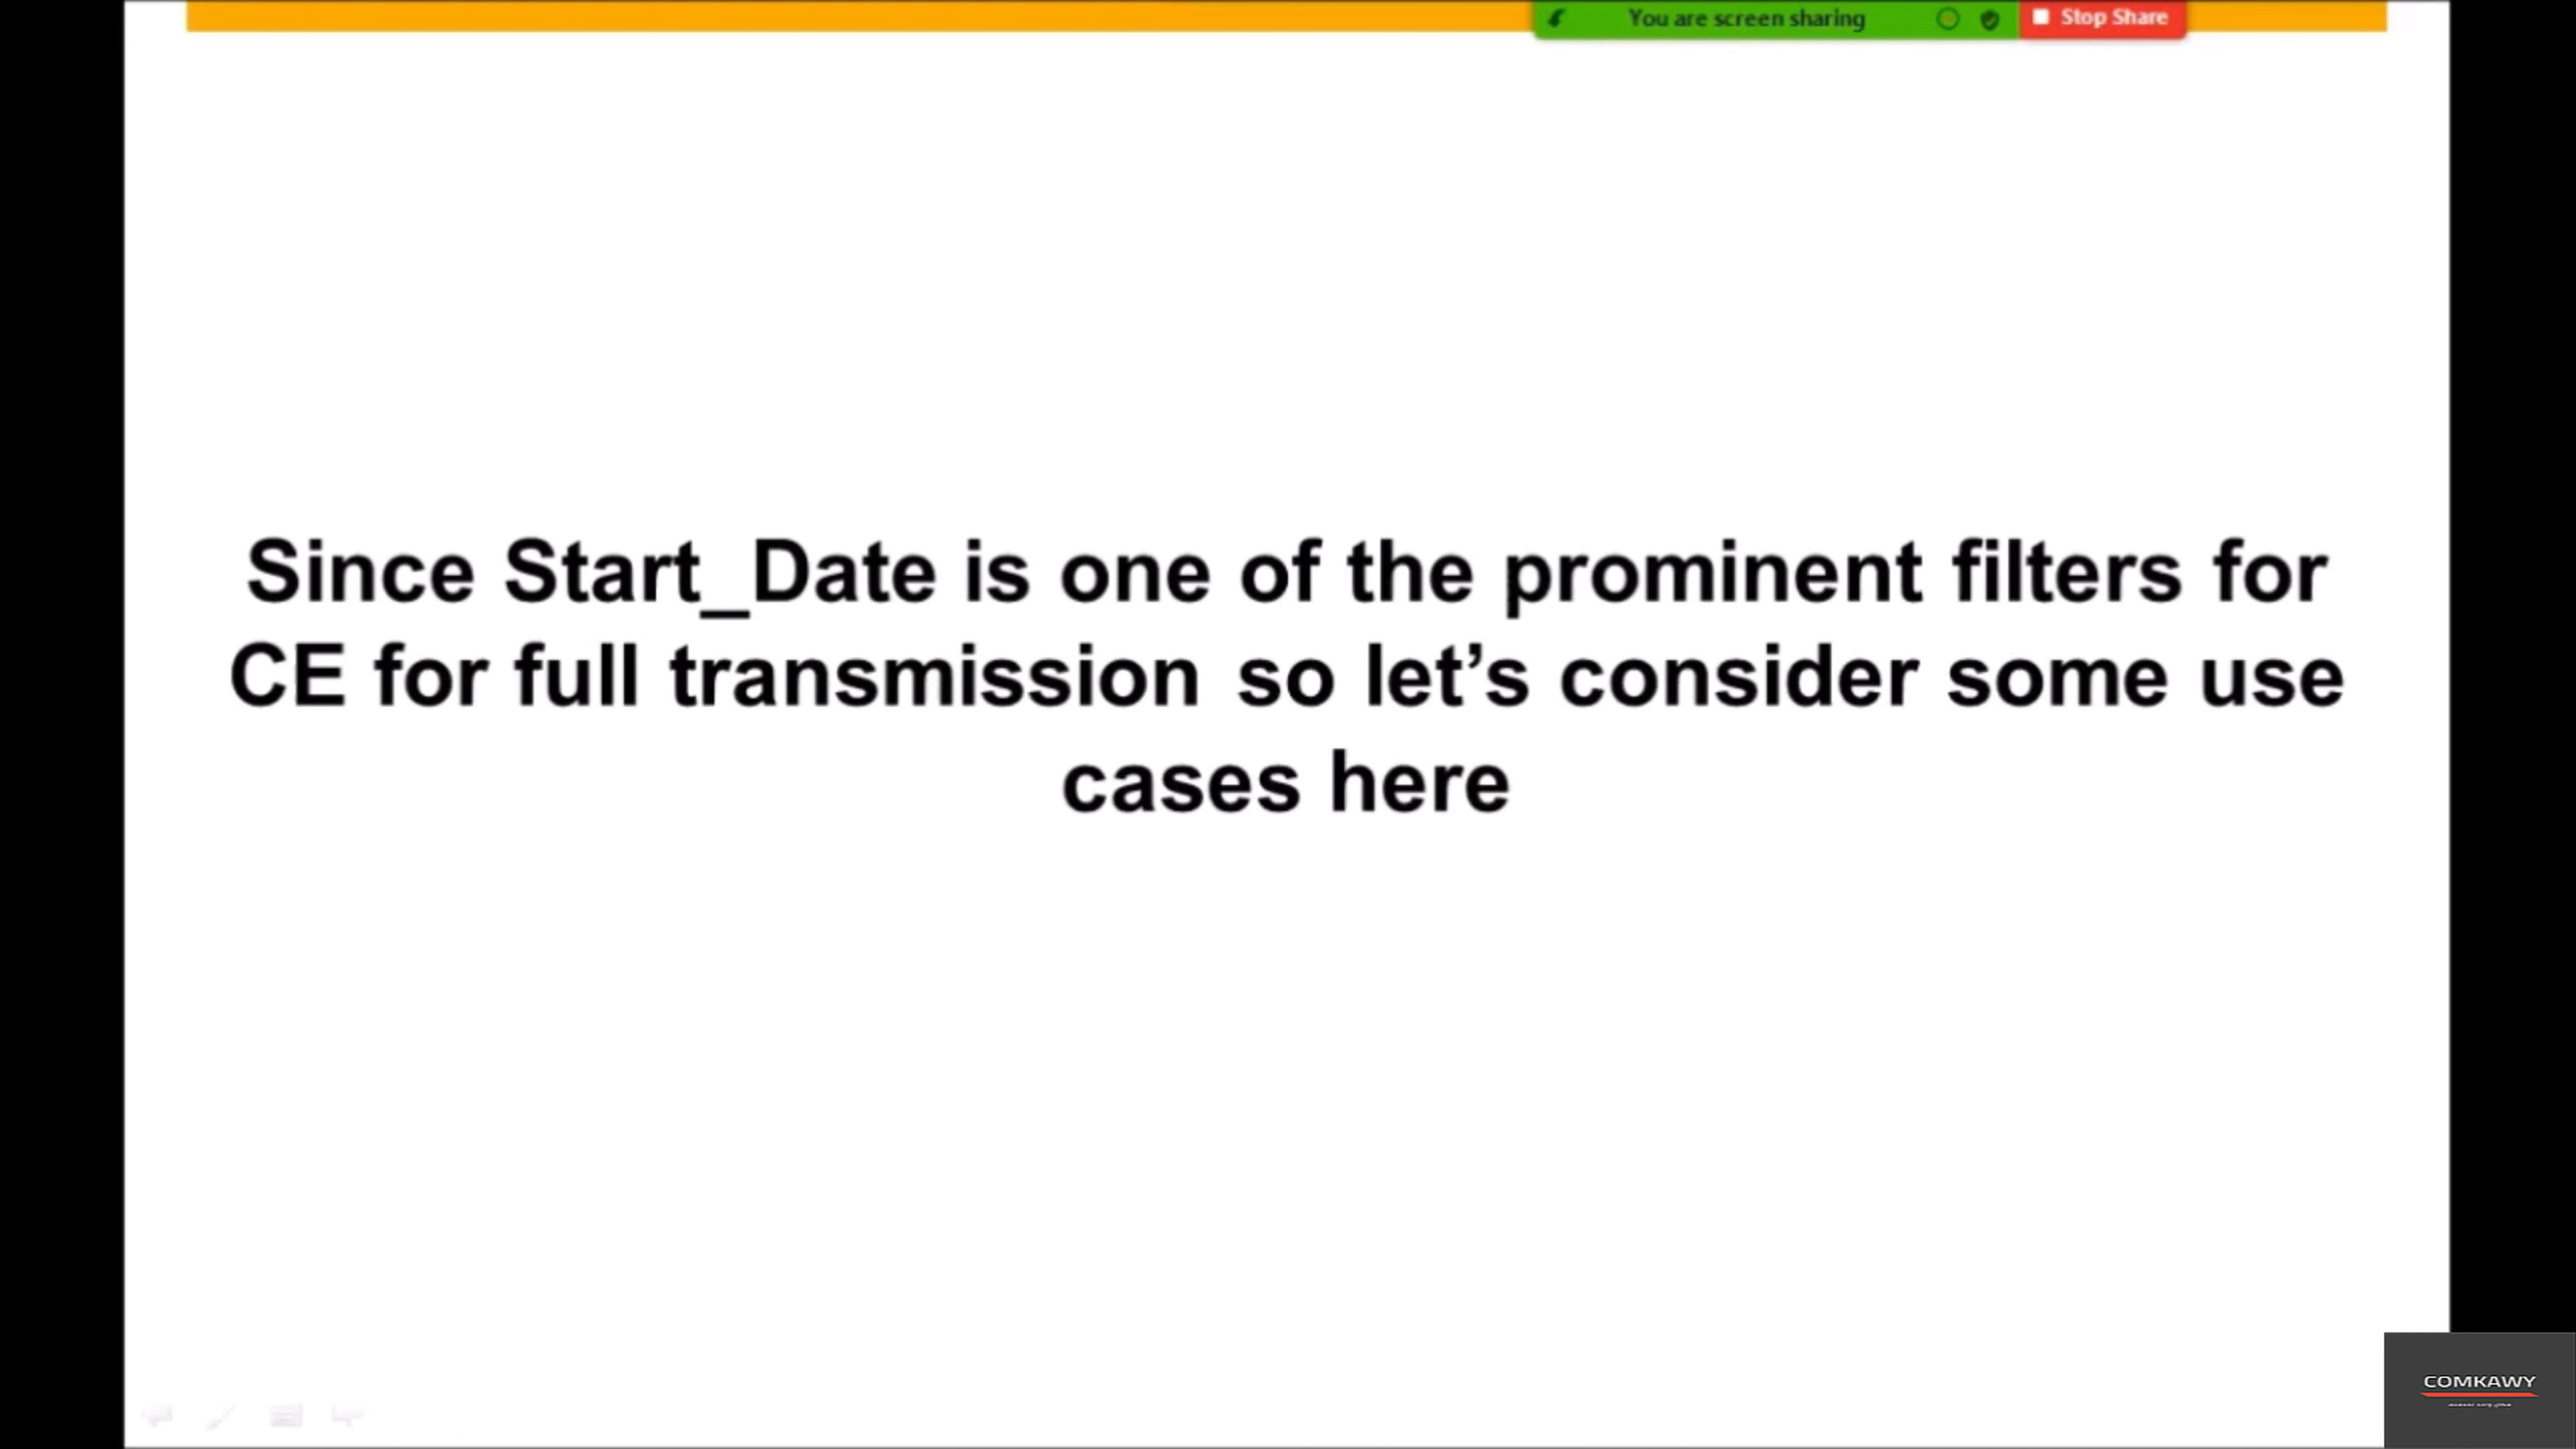 You are screen sharing
Stop Share
Since Start_Date is one of the prominent filters for
CE for full transmission so let’s consider some use
cases here
COMKAWY